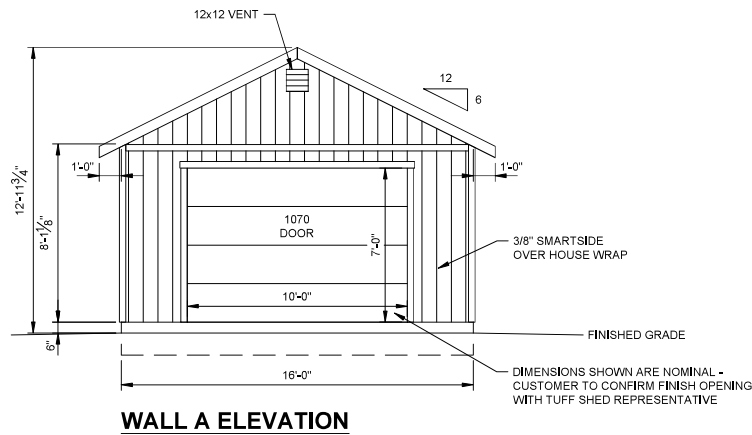 12x12 VENT
12
6
1'-0"
1'-0"
12'-11 3/4"
8'-1 1/8"
1070
DOOR
7'-0"
3/8" SMARTSIDE
OVER HOUSE WRAP
10'-0"
FINISHED GRADE
6"
DIMENSIONS SHOWN ARE NOMINAL -
CUSTOMER TO CONFIRM FINISH OPENING
WITH TUFF SHED REPRESENTATIVE
16'-0"
WALL A ELEVATION